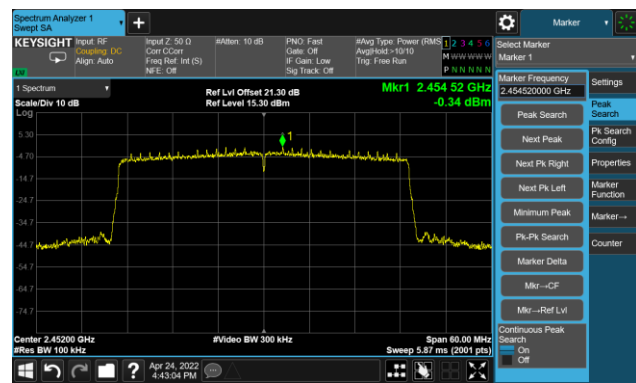 Spectrum Analyzer 1
Swept SA
Marker
KEYSIGHT
Input: RF
Coupling: DC
Align: Auto
Input Z: 50 Ω
Corr CCorr
Freq Ref: Int (S)
NFE: Off
#Atten: 10 dB
PNO: Fast
Gate: Off
IF Gain: Low
Sig Track: Off
#Avg Type: Power (RMS
Avg|Hold:>10/10
Trig: Free Run
1 2 3 4 5 6
M W W W W W
P N N N N N
LV
Select Marker
Marker 1
1 Spectrum
Scale/Div 10 dB
Log
Ref Lvl Offset 21.30 dB
Ref Level 15.30 dBm
Mkr1 2.454 52 GHz
-0.34 dBm
Marker Frequency
2.454520000 GHz
Peak Search
Next Peak
Next Pk Right
Next Pk Left
Minimum Peak
Pk-Pk Search
Marker Delta
Mkr→CF
Mkr→Ref Lvl
Continuous Peak
Search
On
Off
Settings
Peak
Search
Pk Search
Config
Properties
Marker
Function
Marker→
Counter
1
5.30
-4.70
-14.7
-24.7
-34.7
-44.7
-54.7
-64.7
-74.7
Center 2.45200 GHz
#Res BW 100 kHz
#Video BW 300 kHz
Span 60.00 MHz
Sweep 5.87 ms (2001 pts)
Apr 24, 2022
4:43:04 PM